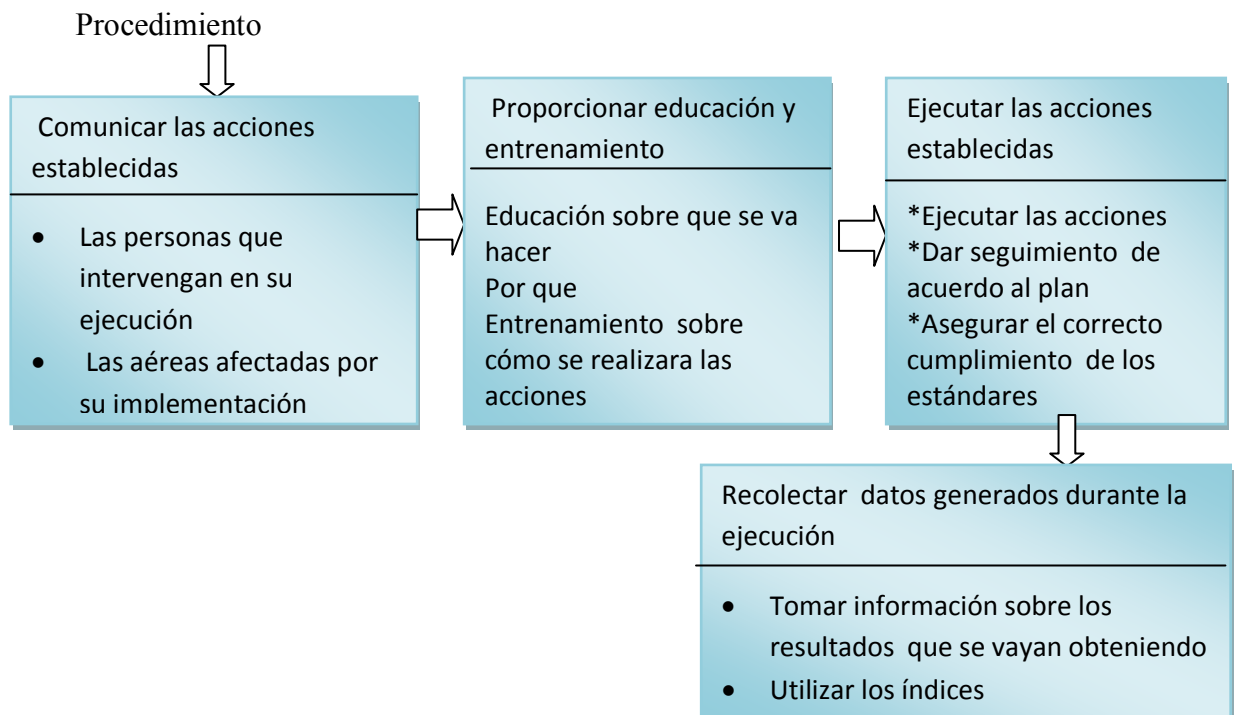 Procedimiento
Comunicar las acciones
establecidas
• Las personas que
intervengan en su
ejecución
• Las aéreas afectadas por
su implementación
Proporcionar educación y
entrenamiento
Educación sobre que se va
hacer
Por que
Entrenamiento sobre
cómo se realizara las
acciones
Ejecutar las acciones
establecidas
*Ejecutar las acciones
*Dar seguimiento de
acuerdo al plan
*Asegurar el correcto
cumplimiento de los
estándares
Recolectar datos generados durante la
ejecución
• Tomar información sobre los
resultados que se vayan obteniendo
• Utilizar los índices